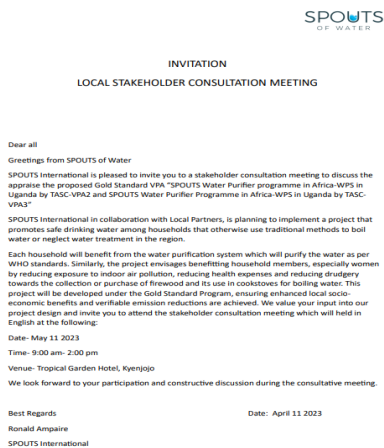 SPOUTS
OF WATER
INVITATION
LOCAL STAKEHOLDER CONSULTATION MEETING
Dear all
Greetings from SPOUTS of Water
SPOUTS International is pleased to invite you to a stakeholder consultation meeting to discuss the
appraise the proposed Gold Standard VPA “SPOUTS Water Purifier programme in Africa-WPS in
Uganda by TASC-VPA2 and SPOUTS Water Purifier Programme in Africa-WPS in Uganda by TASC-
VPA3”
SPOUTS International in collaboration with Local Partners, is planning to implement a project that
promotes safe drinking water among households that otherwise use traditional methods to boil
water or neglect water treatment in the region.
Each household will benefit from the water purification system which will purify the water as per
WHO standards. Similarly, the project envisages benefitting household members, especially women
by reducing exposure to indoor air pollution, reducing health expenses and reducing drudgery
towards the collection or purchase of firewood and its use in cookstoves for boiling water. This
project will be developed under the Gold Standard Program, ensuring enhanced local socio-
economic benefits and verifiable emission reductions are achieved. We value your input into our
project design and invite you to attend the stakeholder consultation meeting which will held in
English at the following:
Date- May 11 2023
Time- 9:00 am- 2:00 pm
Venue- Tropical Garden Hotel, Kyenjojo
We look forward to your participation and constructive discussion during the consultative meeting.
Best Regards Date: April 11 2023
Ronald Ampaire
SPOUTS International